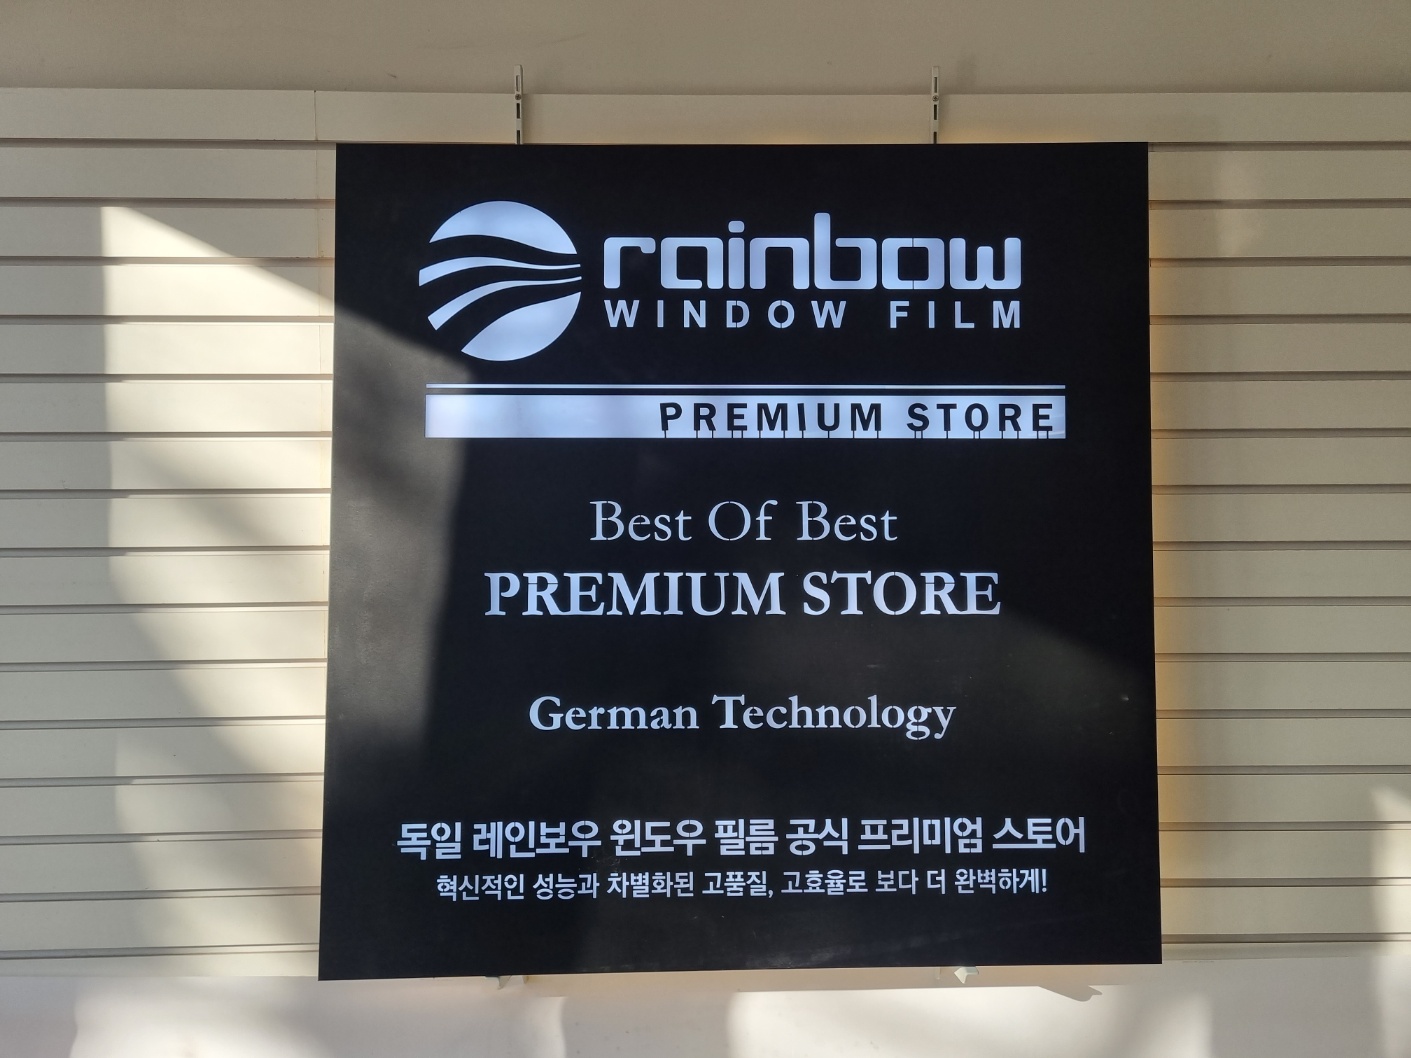 rainbow
WINDOW FILM
PREMIUM STORE
Best Of Best
PREMIUM STORE
German Technology
독일 레인보우 윈도우 필름 공식 프리미엄 스토어
혁신적인 성능과 차별화된 고품질, 고효율로 보다 더 완벽하게!